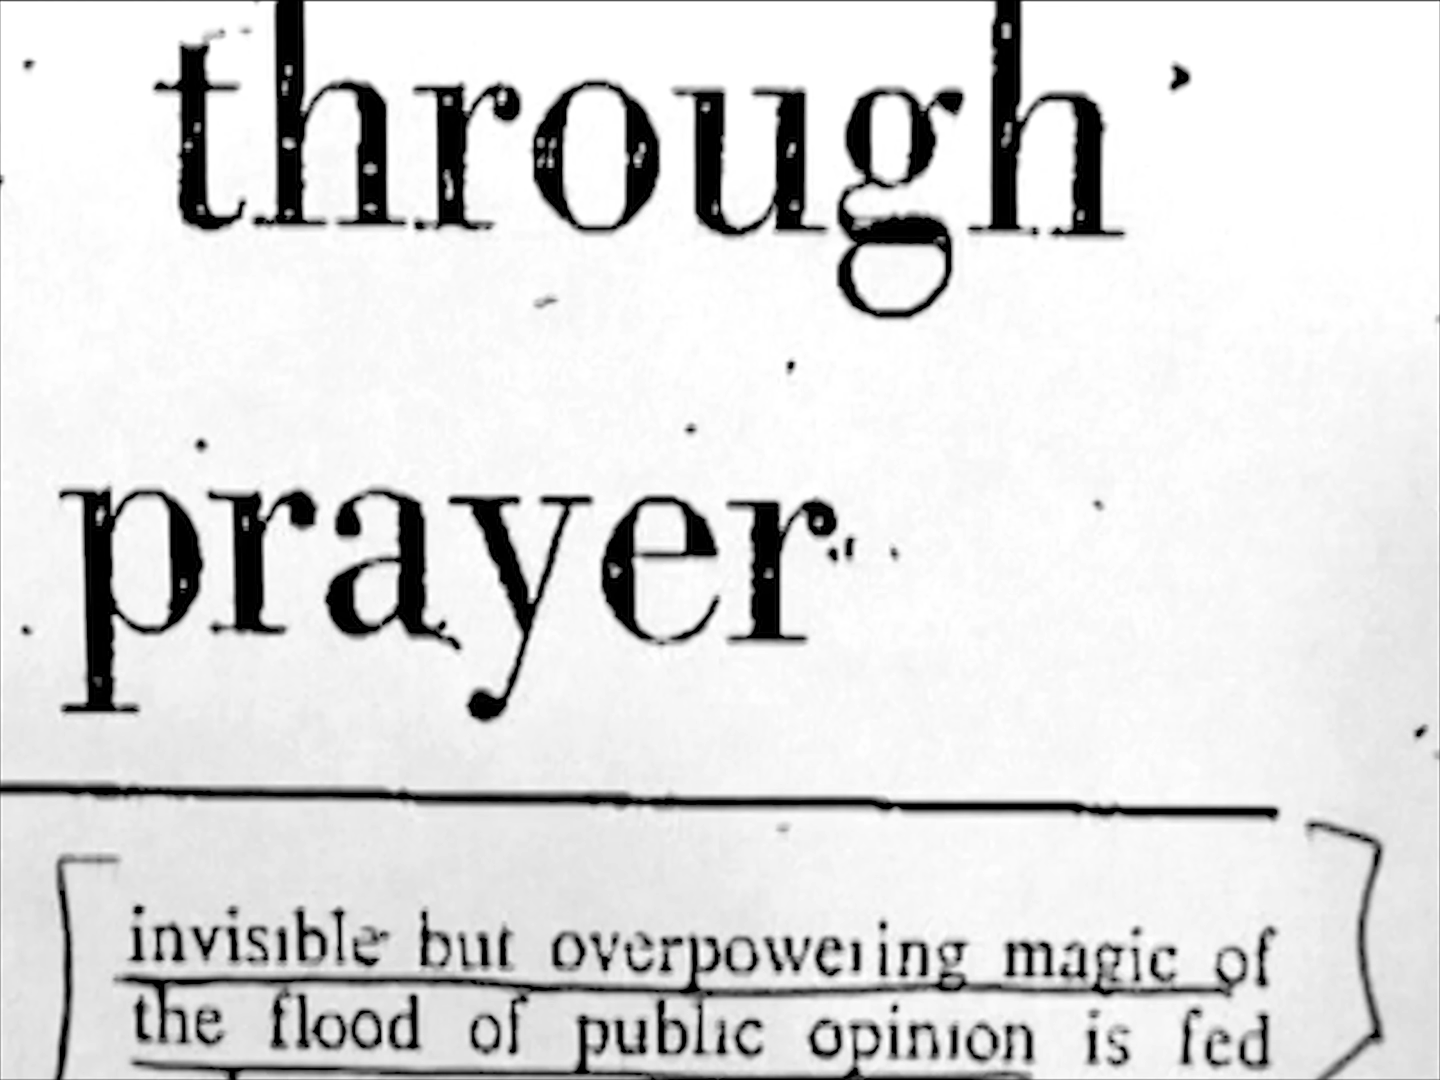 through
prayer
invisible but overpowering magic of
the flood of public opinion is fed